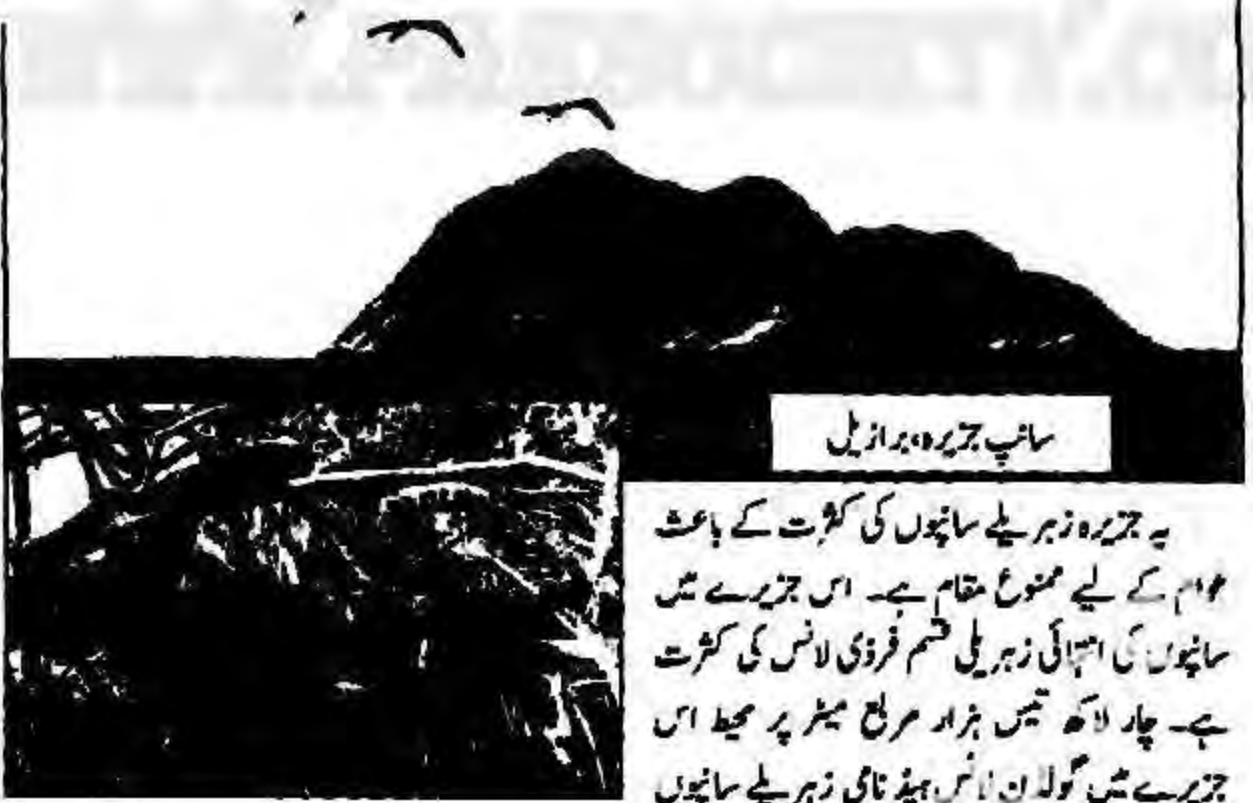 سانپ جزیرہ، برازیل
یہ جزیرہ زہریلے سانپوں کی کثرت کے باعث
عوام کے لیے ممنوع مقام ہے۔ اس جزیرے میں
سانپوں کی انتہائی زہریلی قسم فرڈی لانس کی کثرت
ہے۔ چار لاکھ تیس ہزار مربع میٹر پر محیط اس
جزیرے میں گولڈن لانس ہیڈ نامی زہریلے سانپوں